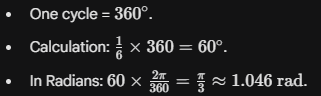 • One cycle = 360°.
• Calculation: 1/6 × 360 = 60°.
• In Radians: 60 × 2π/360 = π/3 ≈ 1.046 rad.